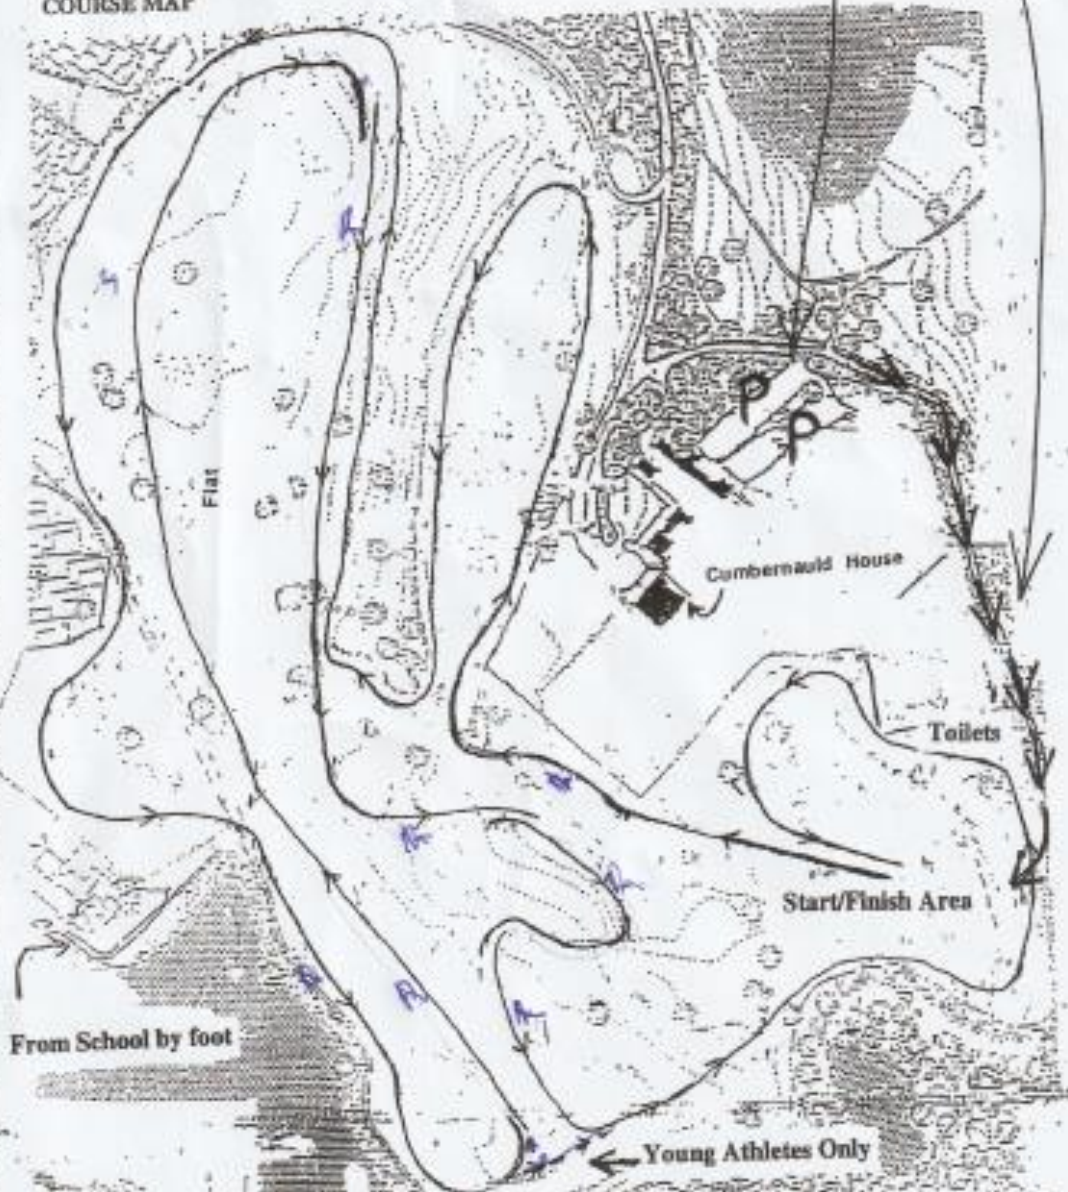 COURSE MAP
P
P
Flat
Cumbernauld House
Toilets
Start/Finish Area
From School by foot
Young Athletes Only